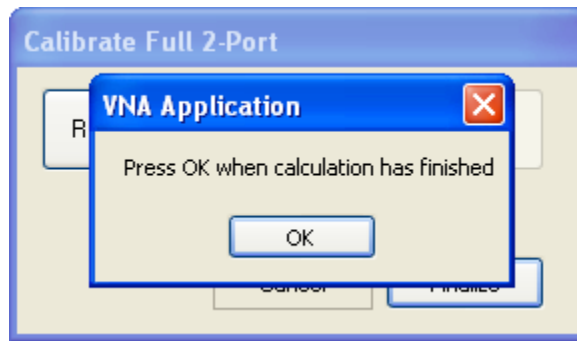 Calibrate Full 2-Port
VNA Application
R
Press OK when calculation has finished
OK